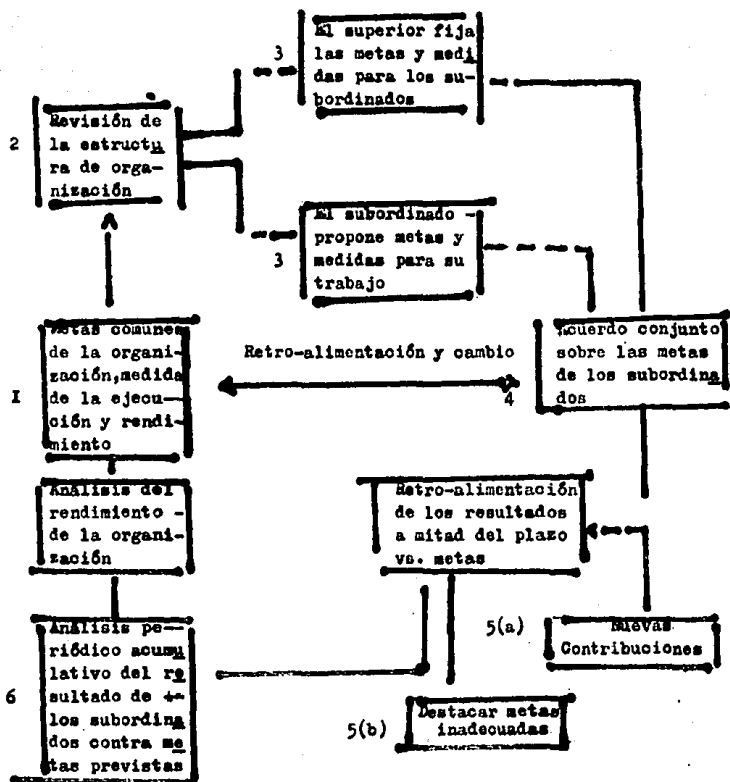 3
El superior fija
las metas y medi
das para los su-
bordinados
2
Revisión de
la estructu
ra de orga-
nización
3
El subordinado -
propone metas y
medidas para su
trabajo
I
Metas comunes
de la organi-
zación,medida
de la ejecu-
ción y rendi-
miento
Retro-alimentación y cambio
4
Acuerdo conjunto
sobre las metas
de los subordina
dos
Análisis del
rendimiento -
de la organi-
zación
Retro-alimentación
de los resultados
a mitad del plazo
vs. metas
5(a)
Nuevas
Contribuciones
6
Análisis pe-
riódico acumu
lativo del re
sultado de
los subordina
dos contra me
tas previstas
5(b)
Destacar metas
inadecuadas